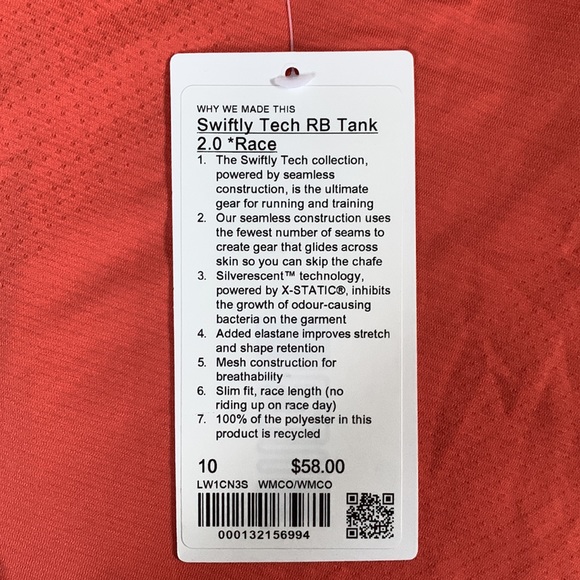 WHY WE MADE THIS
Swiftly Tech RB Tank
2.0 *Race
1. The Swiftly Tech collection,
powered by seamless
construction, is the ultimate
gear for running and training
2. Our seamless construction uses
the fewest number of seams to
create gear that glides across
skin so you can skip the chafe
3. Silverescent™ technology,
powered by X-STATIC®, inhibits
the growth of odour-causing
bacteria on the garment
4. Added elastane improves stretch
and shape retention
5. Mesh construction for
breathability
6. Slim fit, race length (no
riding up on race day)
7. 100% of the polyester in this
product is recycled
10 $58.00
LW1CN3S WMCO/WMCO
000132156994